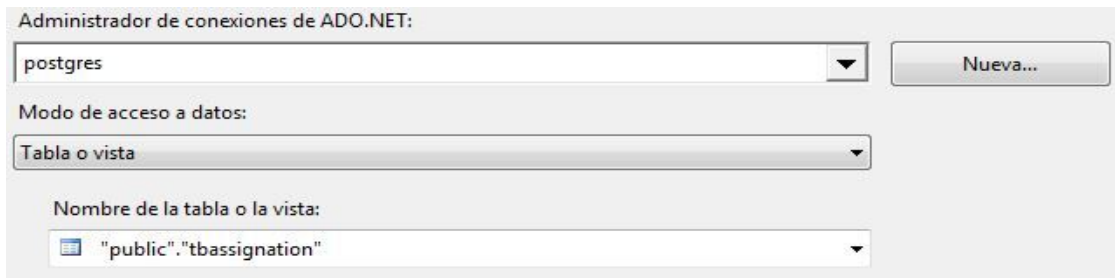 Administrador de conexiones de ADO.NET:
postgres
Nueva...
Modo de acceso a datos:
Tabla o vista
Nombre de la tabla o la vista:
"public"."tbassignation"